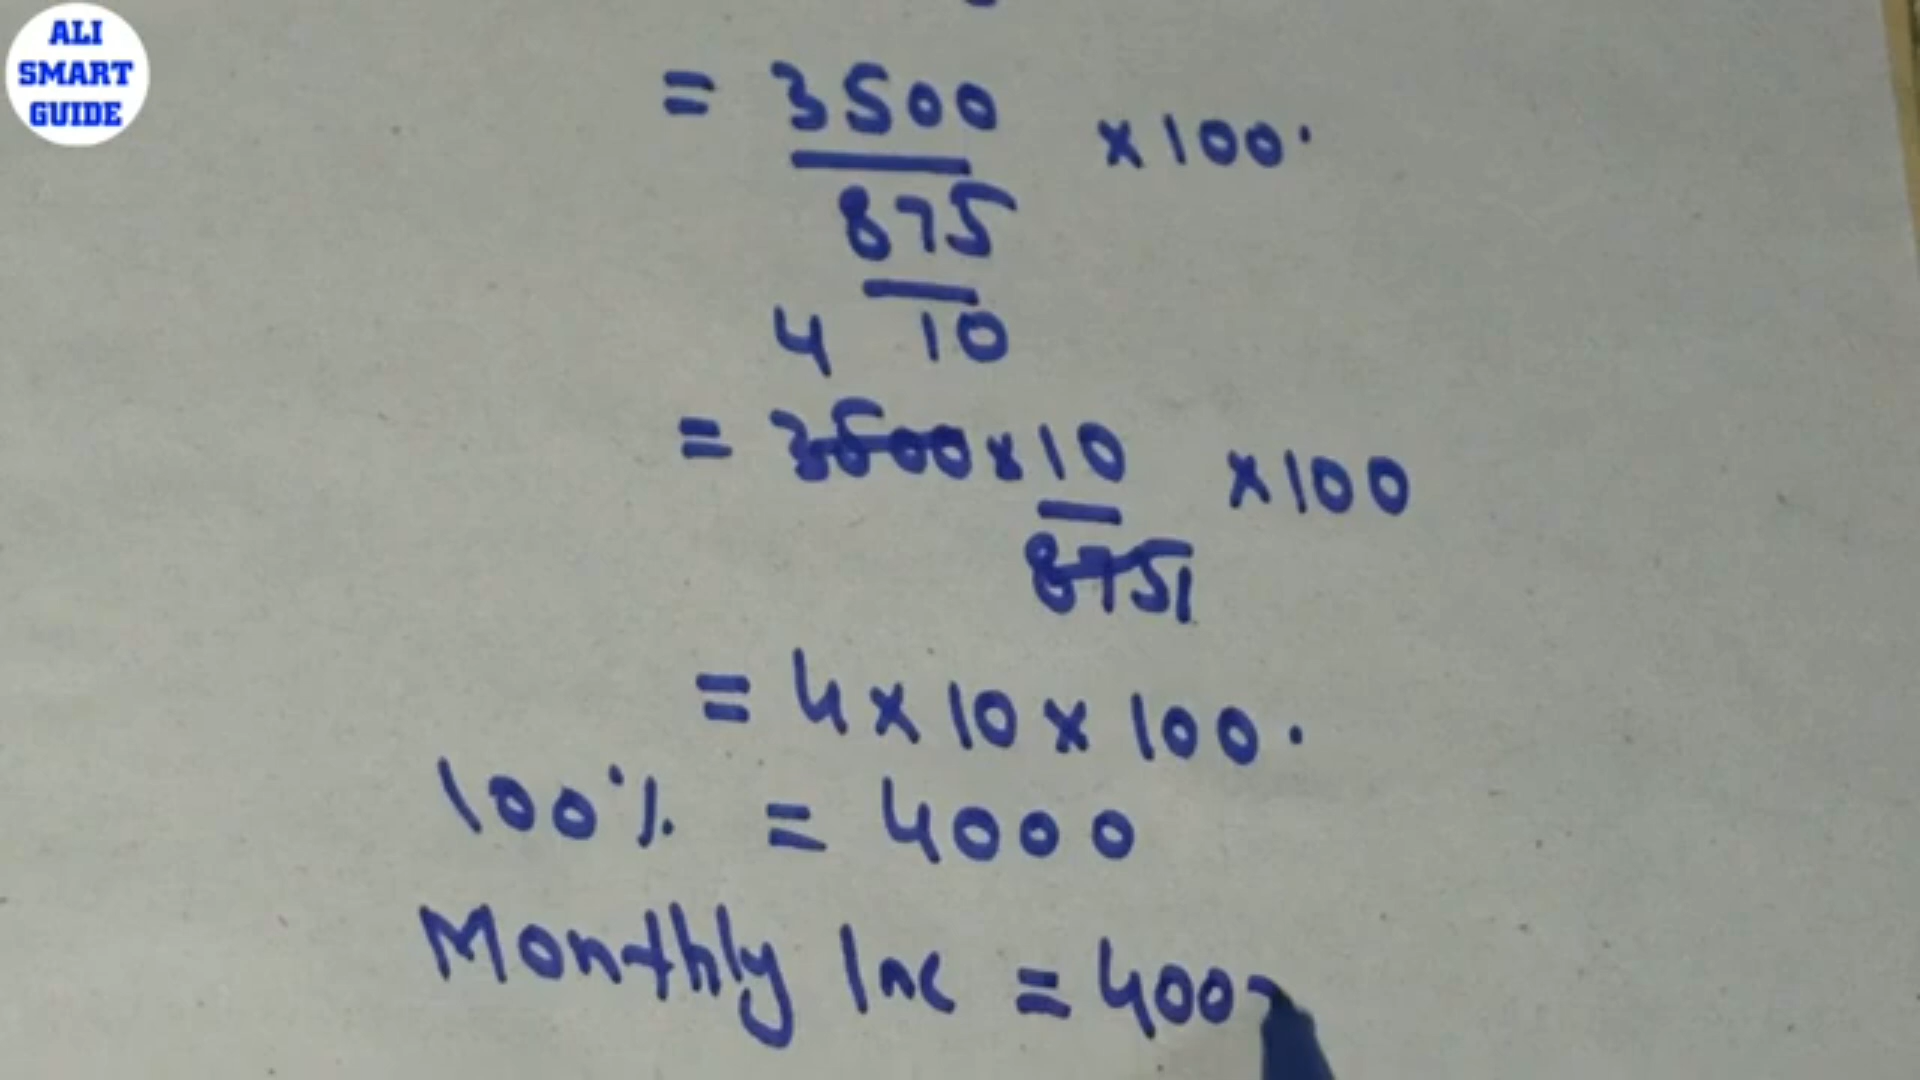 ALI
SMART
GUIDE
= 3500 × 100.
875
4 10
= 3500 × 10 × 100
8751
= 4 × 10 × 100.
100% = 4000
Monthly Inc = 400